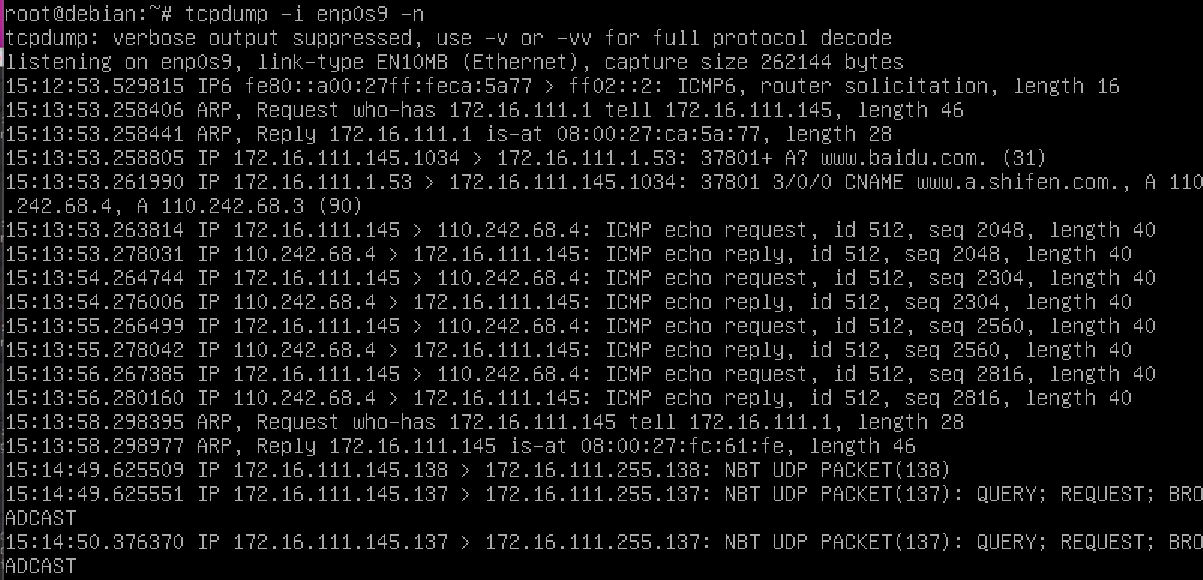 root@debian:~# tcpdump -i enp0s9 -n
tcpdump: verbose output suppressed, use -v or -vv for full protocol decode
listening on enp0s9, link-type EN10MB (Ethernet), capture size 262144 bytes
15:12:53.529815 IP6 fe80::a00:27ff:feca:5a77 > ff02::2: ICMP6, router solicitation, length 16
15:13:53.258406 ARP, Request who-has 172.16.111.1 tell 172.16.111.145, length 46
15:13:53.258441 ARP, Reply 172.16.111.1 is-at 08:00:27:ca:5a:77, length 28
15:13:53.258805 IP 172.16.111.145.1034 > 172.16.111.1.53: 37801+ A? www.baidu.com. (31)
15:13:53.261990 IP 172.16.111.1.53 > 172.16.111.145.1034: 37801 3/0/0 CNAME www.a.shifen.com., A 110
.242.68.4, A 110.242.68.3 (90)
15:13:53.263814 IP 172.16.111.145 > 110.242.68.4: ICMP echo request, id 512, seq 2048, length 40
15:13:53.278031 IP 110.242.68.4 > 172.16.111.145: ICMP echo reply, id 512, seq 2048, length 40
15:13:54.264744 IP 172.16.111.145 > 110.242.68.4: ICMP echo request, id 512, seq 2304, length 40
15:13:54.276006 IP 110.242.68.4 > 172.16.111.145: ICMP echo reply, id 512, seq 2304, length 40
15:13:55.266499 IP 172.16.111.145 > 110.242.68.4: ICMP echo request, id 512, seq 2560, length 40
15:13:55.278042 IP 110.242.68.4 > 172.16.111.145: ICMP echo reply, id 512, seq 2560, length 40
15:13:56.267385 IP 172.16.111.145 > 110.242.68.4: ICMP echo request, id 512, seq 2816, length 40
15:13:56.280160 IP 110.242.68.4 > 172.16.111.145: ICMP echo reply, id 512, seq 2816, length 40
15:13:58.298395 ARP, Request who-has 172.16.111.145 tell 172.16.111.1, length 28
15:13:58.298977 ARP, Reply 172.16.111.145 is-at 08:00:27:fc:61:fe, length 46
15:14:49.625509 IP 172.16.111.145.138 > 172.16.111.255.138: NBT UDP PACKET(138)
15:14:49.625551 IP 172.16.111.145.137 > 172.16.111.255.137: NBT UDP PACKET(137): QUERY; REQUEST; BRO
ADCAST
15:14:50.376370 IP 172.16.111.145.137 > 172.16.111.255.137: NBT UDP PACKET(137): QUERY; REQUEST; BRO
ADCAST